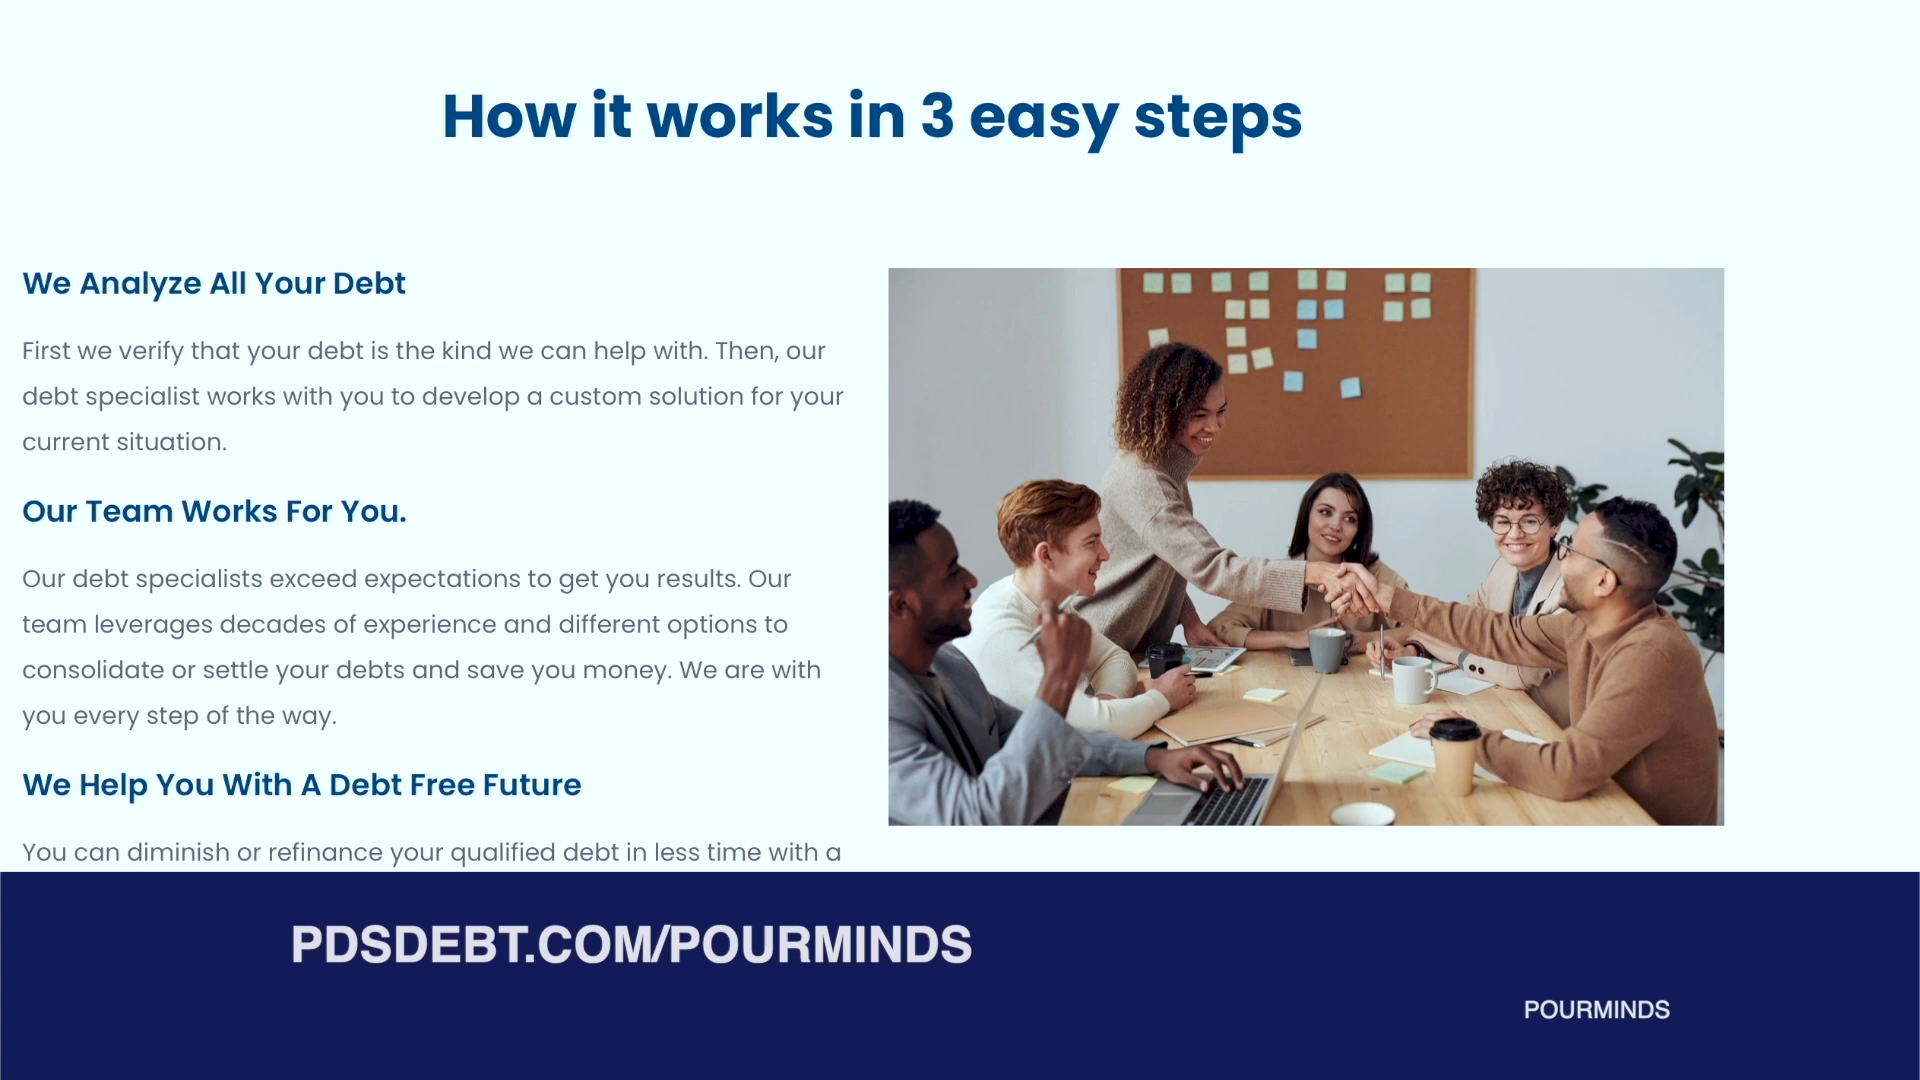 How it works in 3 easy steps
We Analyze All Your Debt
First we verify that your debt is the kind we can help with. Then, our
debt specialist works with you to develop a custom solution for your
current situation.
Our Team Works For You.
Our debt specialists exceed expectations to get you results. Our
team leverages decades of experience and different options to
consolidate or settle your debts and save you money. We are with
you every step of the way.
We Help You With A Debt Free Future
You can diminish or refinance your qualified debt in less time with a
PDSDEBT.COM/POURMINDS
POURMINDS